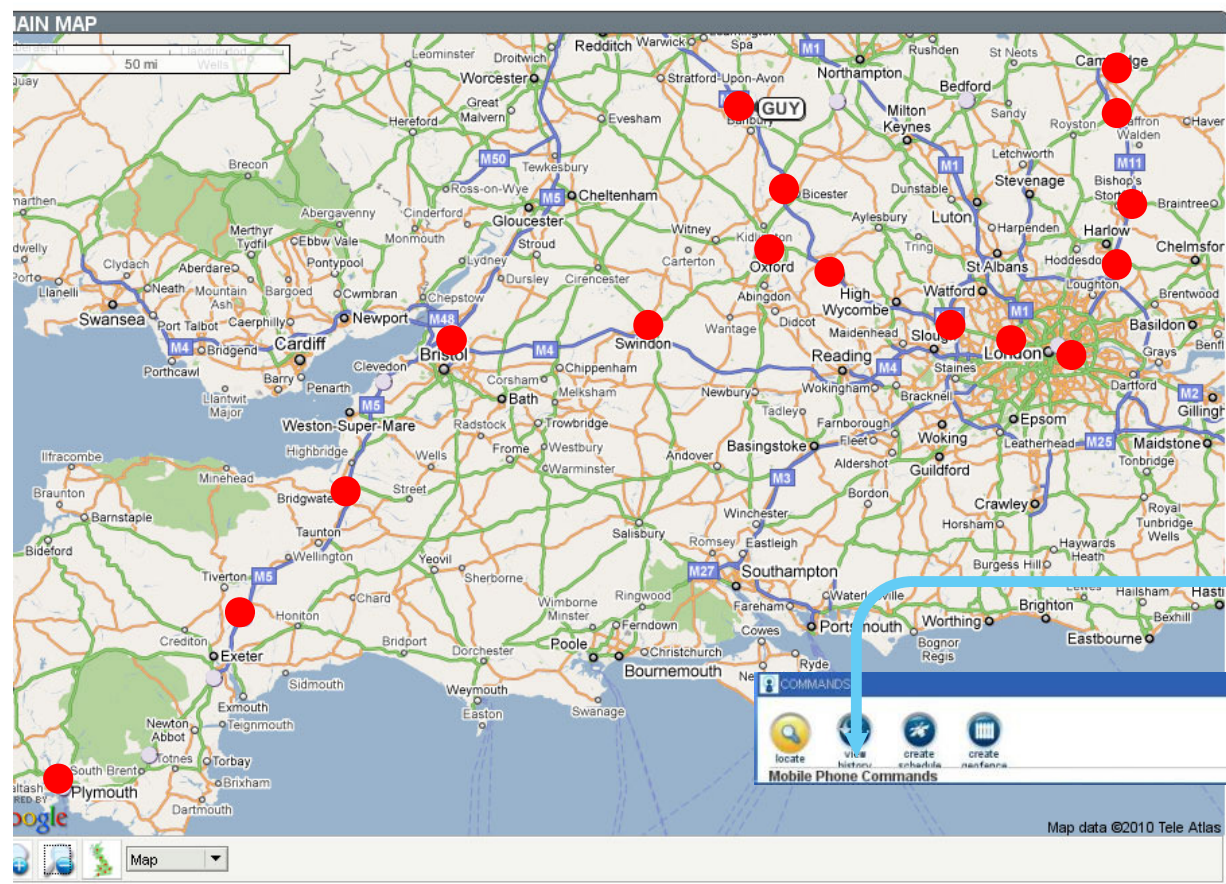 MAIN MAP
50 mi
Wells
Leominster
Droitwich
Redditch
Warwick
Spa
M1
Rushden
St Neots
Worcester
Stratford-Upon-Avon
Northampton
Bedford
Great
Malvern
Hereford
Evesham
GUY
Milton
Keynes
Sandy
Royston
Walden
Brecon
M50
Tewkesbury
Letchworth
M11
M1
Stevenage
Bishop's
Ross-on-Wye
M5
Cheltenham
Bicester
Dunstable
Luton
Braintree
Abergavenny
Cinderford
Gloucester
Aylesbury
Harpenden
Harlow
Merthyr
Tydfil
Ebbw Vale
Monmouth
Stroud
Witney
Tring
Chelmsfor
Clydach
Aberdare
Pontypool
Lydney
Carterton
Oxford
St Albans
Hoddesdo
Llanelli
Neath
Mountain
Ash
Bargoed
Cwmbran
Dursley
Cirencester
Abingdon
High
Wycombe
Watford
Loughton
Brentwood
Chepstow
Swansea
Port Talbot
Caerphilly
Newport
M48
Wantage
Didcot
Maidenhead
Slough
M1
Basildon
M4
Bridgend
Cardiff
Bristol
M4
Swindon
Reading
London
Grays
Benfl
Porthcawl
Clevedon
Chippenham
M4
Staines
Barry
Penarth
Corsham
Melksham
Newbury
Wokingham
Bracknell
Dartford
Llantwit
Major
M5
Bath
Tadley
M2
Weston-Super-Mare
Radstock
Trowbridge
Farnborough
Epsom
Gillingh
Highbridge
Wells
Frome
Westbury
Andover
Basingstoke
Fleet
Woking
Leatherhead
M25
Maidstone
Ilfracombe
Minehead
Warminster
Aldershot
Guildford
Tonbridge
Braunton
Bridgwate
Street
M3
Bordon
Crawley
Royal
Tunbridge
Wells
Barnstaple
Winchester
Horsham
Taunton
Salisbury
Romsey
Eastleigh
Haywards
Heath
Bideford
Wellington
Yeovil
Burgess Hill
Tiverton
M5
Sherborne
M27
Southampton
Hailsham
Hasti
Chard
Wimborne
Minster
Ringwood
Fareham
Brighton
Bexhill
Honiton
Ferndown
Portsmouth
Worthing
Crediton
Bridport
Dorchester
Poole
Christchurch
Cowes
Bognor
Regis
Eastbourne
Exeter
Bournemouth
Ryde
Sidmouth
Weymouth
Exmouth
Easton
Swanage
Newton
Abbot
Teignmouth
Totnes
Torbay
South Brent
Brixham
Plymouth
Dartmouth
COMMANDS
locate
view
history
create
schedule
create
geofence
Mobile Phone Commands
Map data ©2010 Tele Atlas
Map